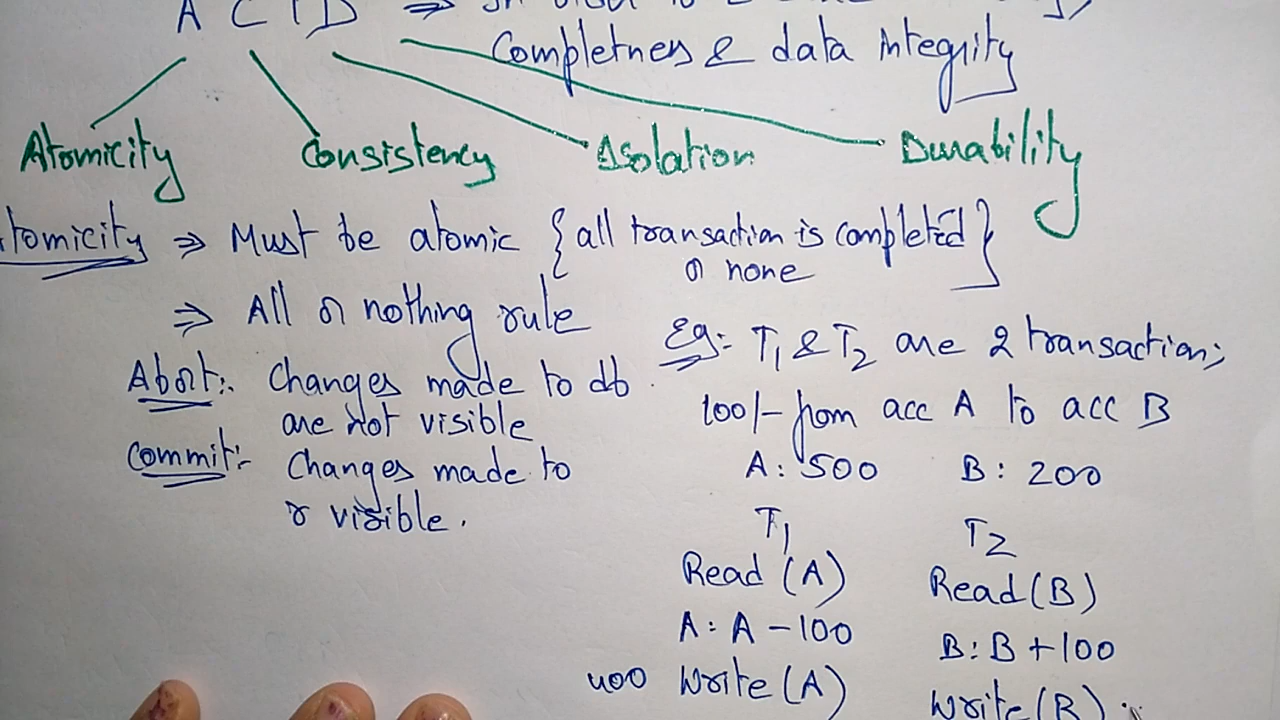 A C I D ⇒
Completness & data integrity
Atomicity Consistency Isolation Durability
Atomicity ⇒ Must be atomic {all transaction is completed
or none}
⇒ All or nothing rule
Abort:- Changes made to db
are not visible
Commit:- Changes made to
r visible.
Eg:- T1 & T2 are 2 transaction;
100/- from acc A to acc B
A: 500 B: 200
T1 T2
Read (A) Read (B)
A: A - 100 B: B + 100
400 Write (A) Write (B)